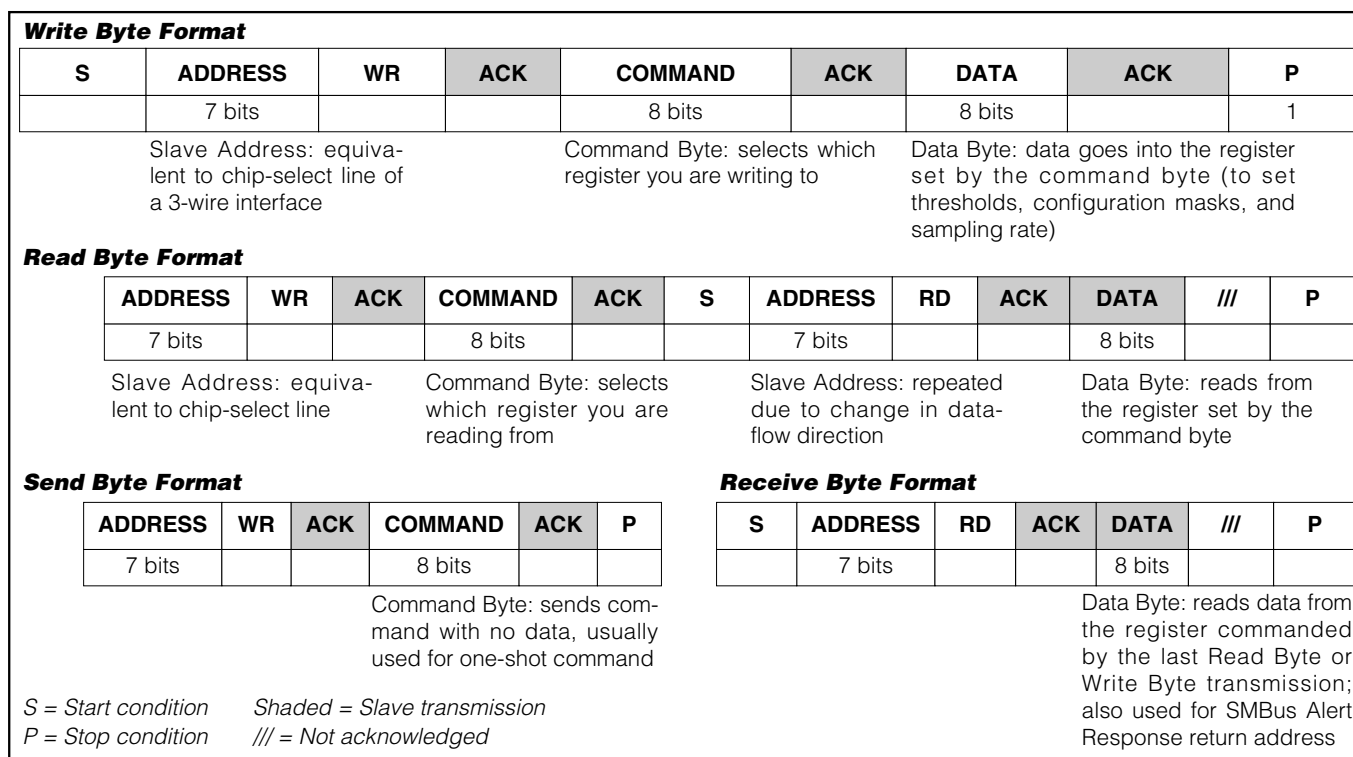 Write Byte Format
S ADDRESS WR ACK COMMAND ACK DATA ACK P
7 bits 8 bits 8 bits 1
Slave Address: equiva-
lent to chip-select line of
a 3-wire interface
Command Byte: selects which
register you are writing to
Data Byte: data goes into the register
set by the command byte (to set
thresholds, configuration masks, and
sampling rate)
Read Byte Format
ADDRESS WR ACK COMMAND ACK S ADDRESS RD ACK DATA /// P
7 bits 8 bits 7 bits 8 bits
Slave Address: equiva-
lent to chip-select line
Command Byte: selects
which register you are
reading from
Slave Address: repeated
due to change in data-
flow direction
Data Byte: reads from
the register set by the
command byte
Send Byte Format
ADDRESS WR ACK COMMAND ACK P
7 bits 8 bits
Command Byte: sends com-
mand with no data, usually
used for one-shot command
Receive Byte Format
S ADDRESS RD ACK DATA /// P
7 bits 8 bits
Data Byte: reads data from
the register commanded
by the last Read Byte or
Write Byte transmission;
also used for SMBus Alert
Response return address
S = Start condition Shaded = Slave transmission
P = Stop condition /// = Not acknowledged